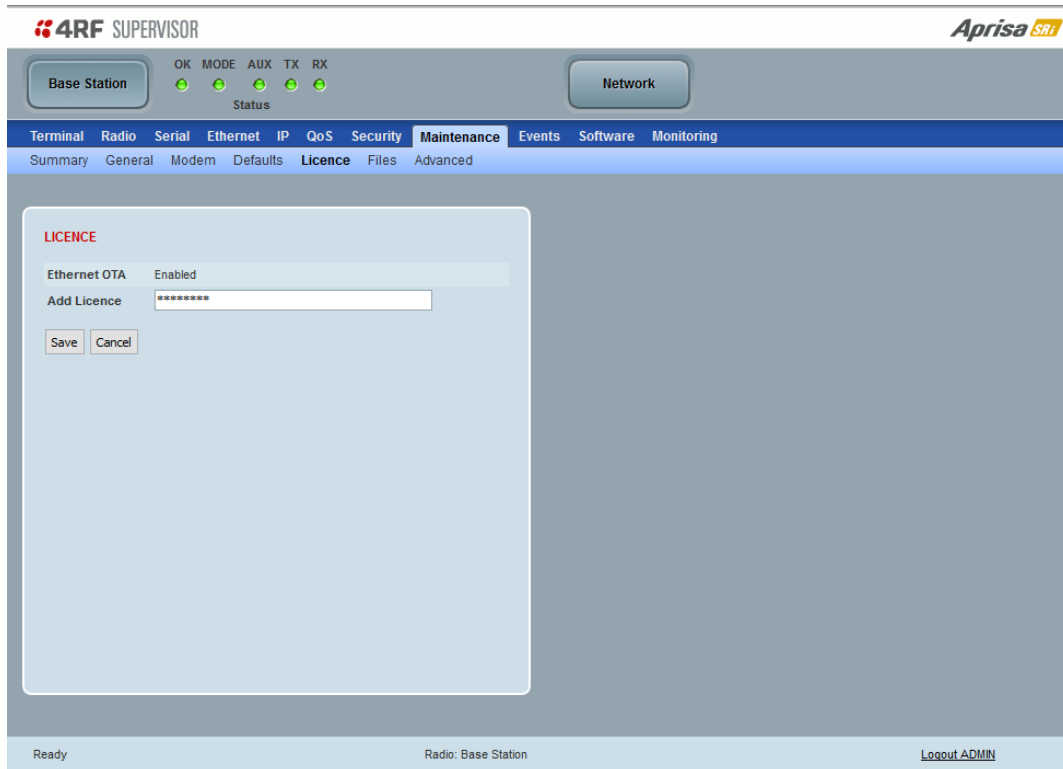 4RF SUPERVISOR
Aprisa SRi
Base Station
OK MODE AUX TX RX
Status
Network
Terminal Radio Serial Ethernet IP QoS Security Maintenance Events Software Monitoring
Summary General Modem Defaults Licence Files Advanced
LICENCE
Ethernet OTA Enabled
Add Licence ********
Save Cancel
Ready Radio: Base Station Logout ADMIN